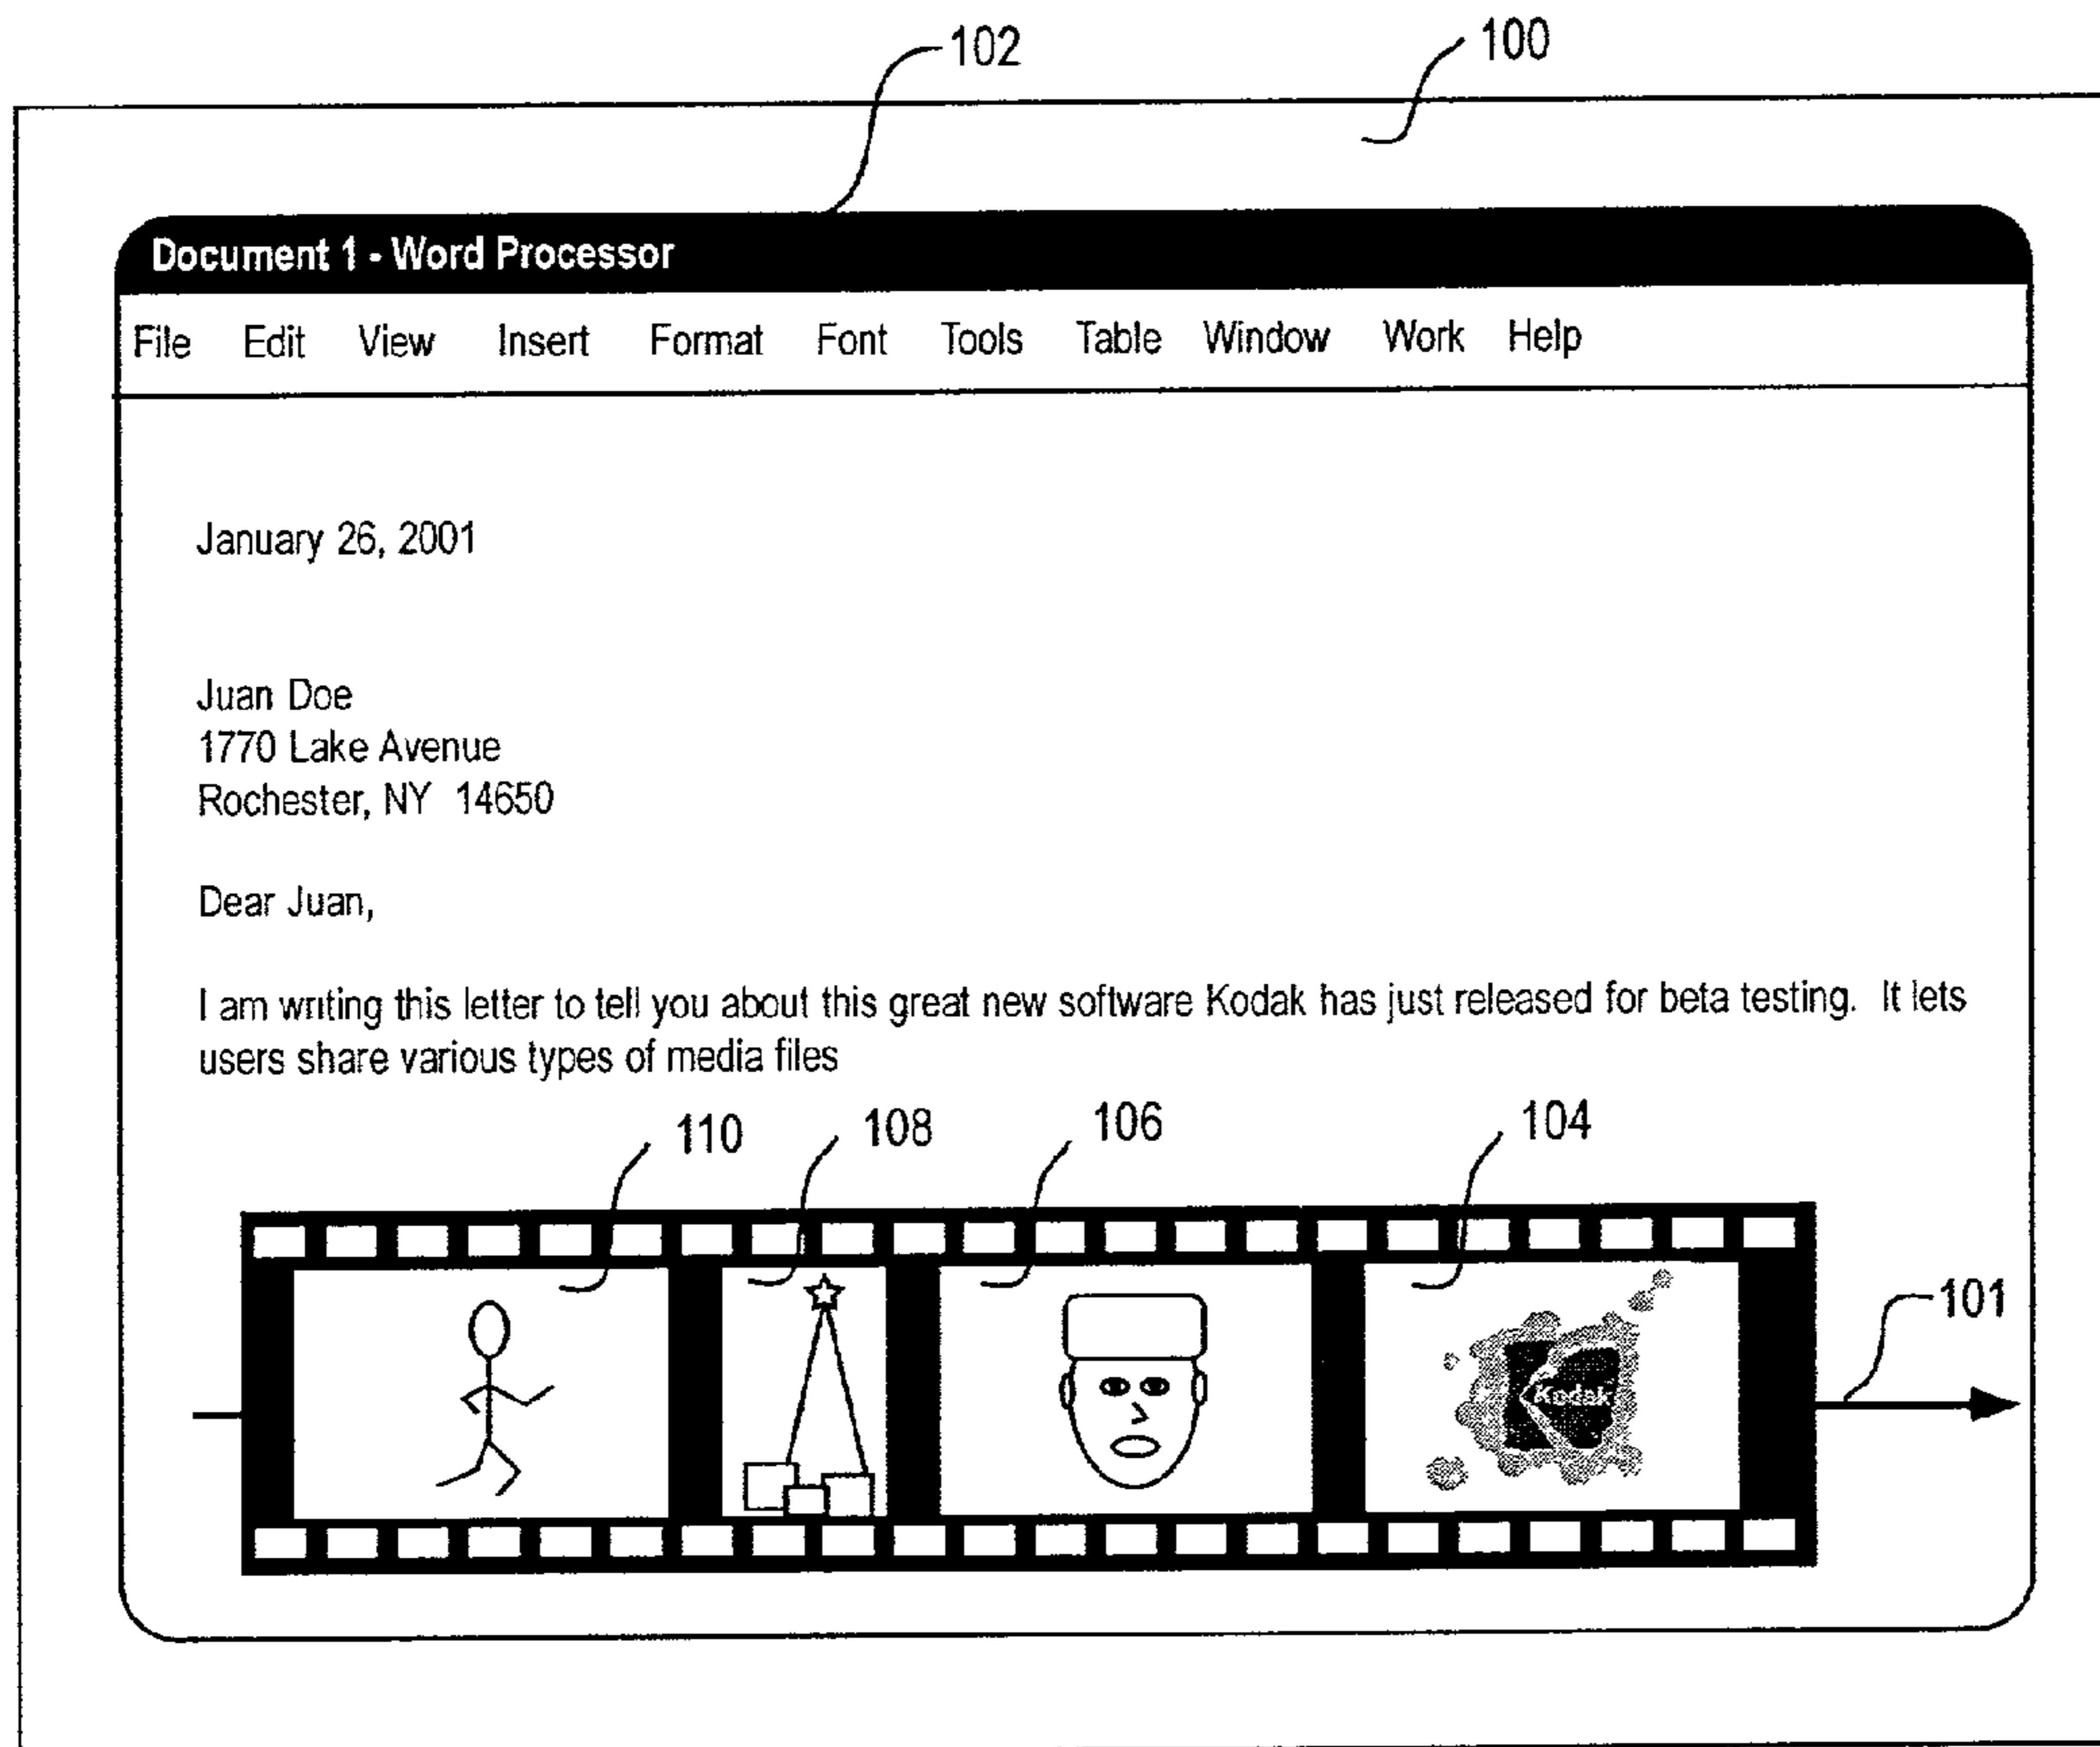 102 100
Document 1 - Word Processor
File Edit View Insert Format Font Tools Table Window Work Help
January 26, 2001
Juan Doe
1770 Lake Avenue
Rochester, NY 14650
Dear Juan,
I am writing this letter to tell you about this great new software Kodak has just released for beta testing. It lets
users share various types of media files
110 108 106 104
101
Kodak